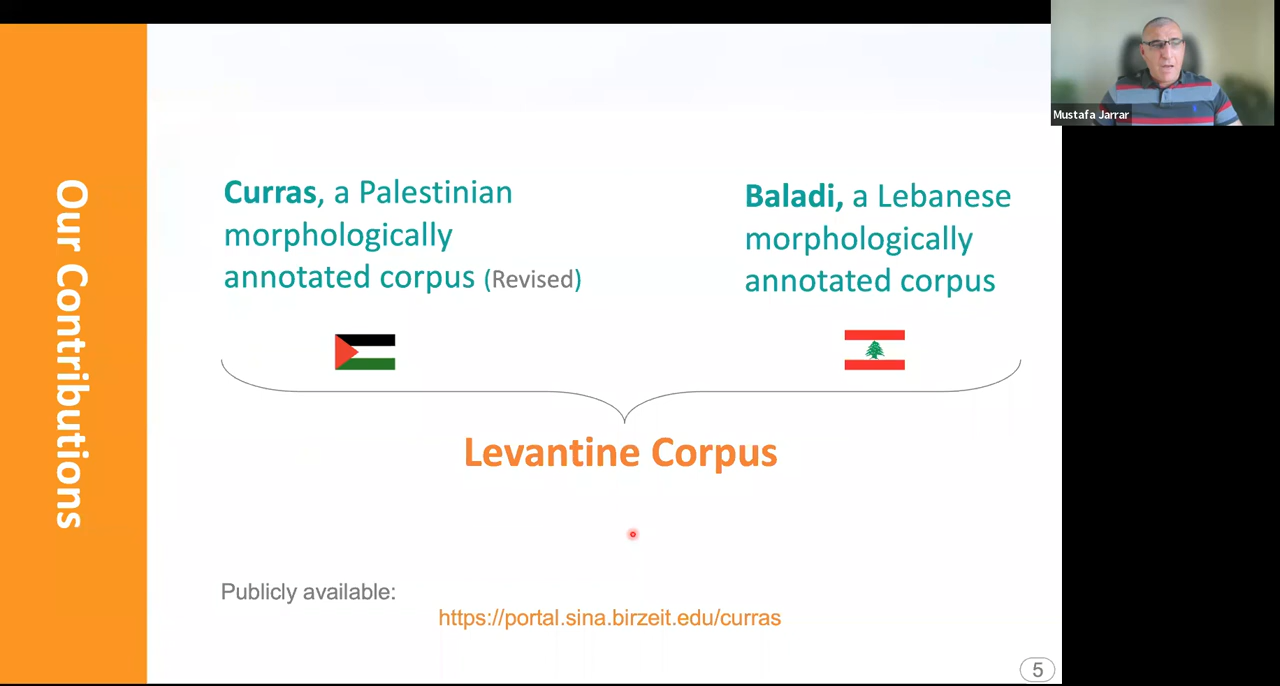 Our Contributions
Curras, a Palestinian
morphologically
annotated corpus (Revised)
Baladi, a Lebanese
morphologically
annotated corpus
Levantine Corpus
Publicly available:
https://portal.sina.birzeit.edu/curras
5
Mustafa Jarrar